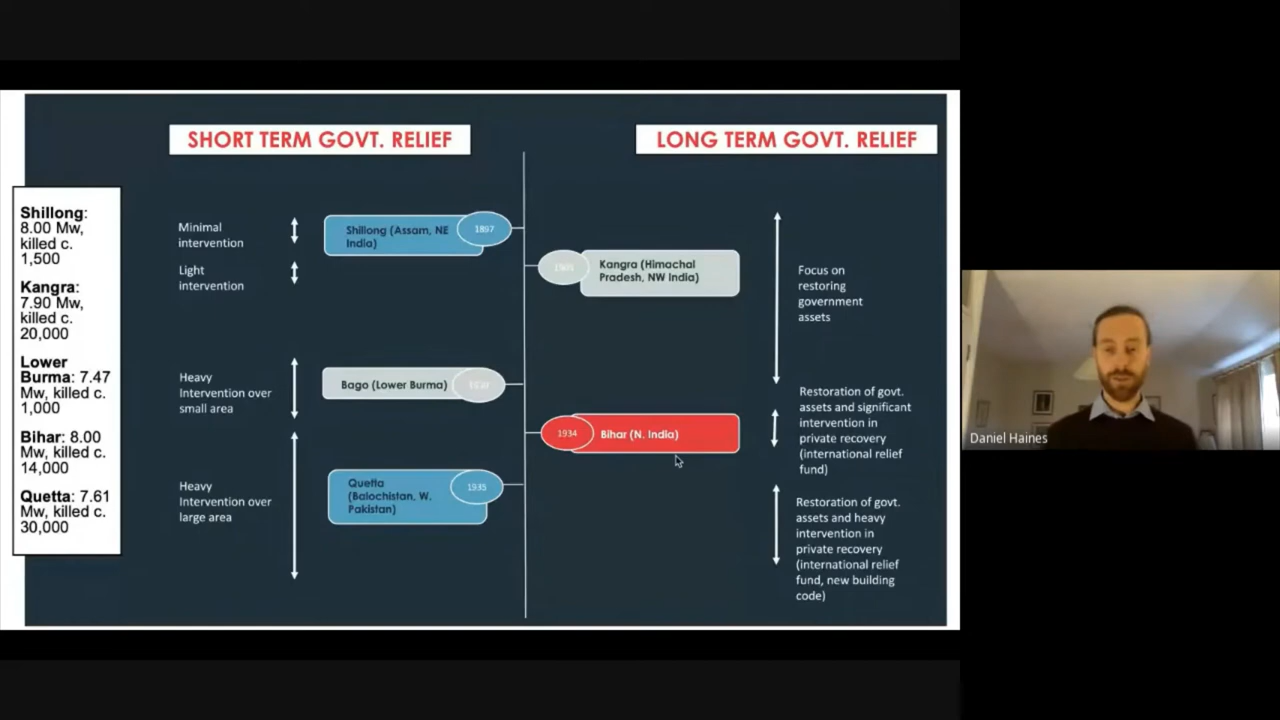 SHORT TERM GOVT. RELIEF
LONG TERM GOVT. RELIEF
Shillong:
8.00 Mw,
killed c.
1,500
Kangra:
7.90 Mw,
killed c.
20,000
Lower
Burma: 7.47
Mw, killed c.
1,000
Bihar: 8.00
Mw, killed c.
14,000
Quetta: 7.61
Mw, killed c.
30,000
Minimal
intervention
Light
intervention
Heavy
Intervention over
small area
Heavy
Intervention over
large area
Shillong (Assam, NE
India)
1897
Kangra (Himachal
Pradesh, NW India)
Bago (Lower Burma)
1934
Bihar (N. India)
Quetta
(Balochistan, W.
Pakistan)
1935
Focus on
restoring
government
assets
Restoration of govt.
assets and significant
intervention in
private recovery
(international relief
fund)
Restoration of govt.
assets and heavy
intervention in
private recovery
(international relief
fund, new building
code)
Daniel Haines